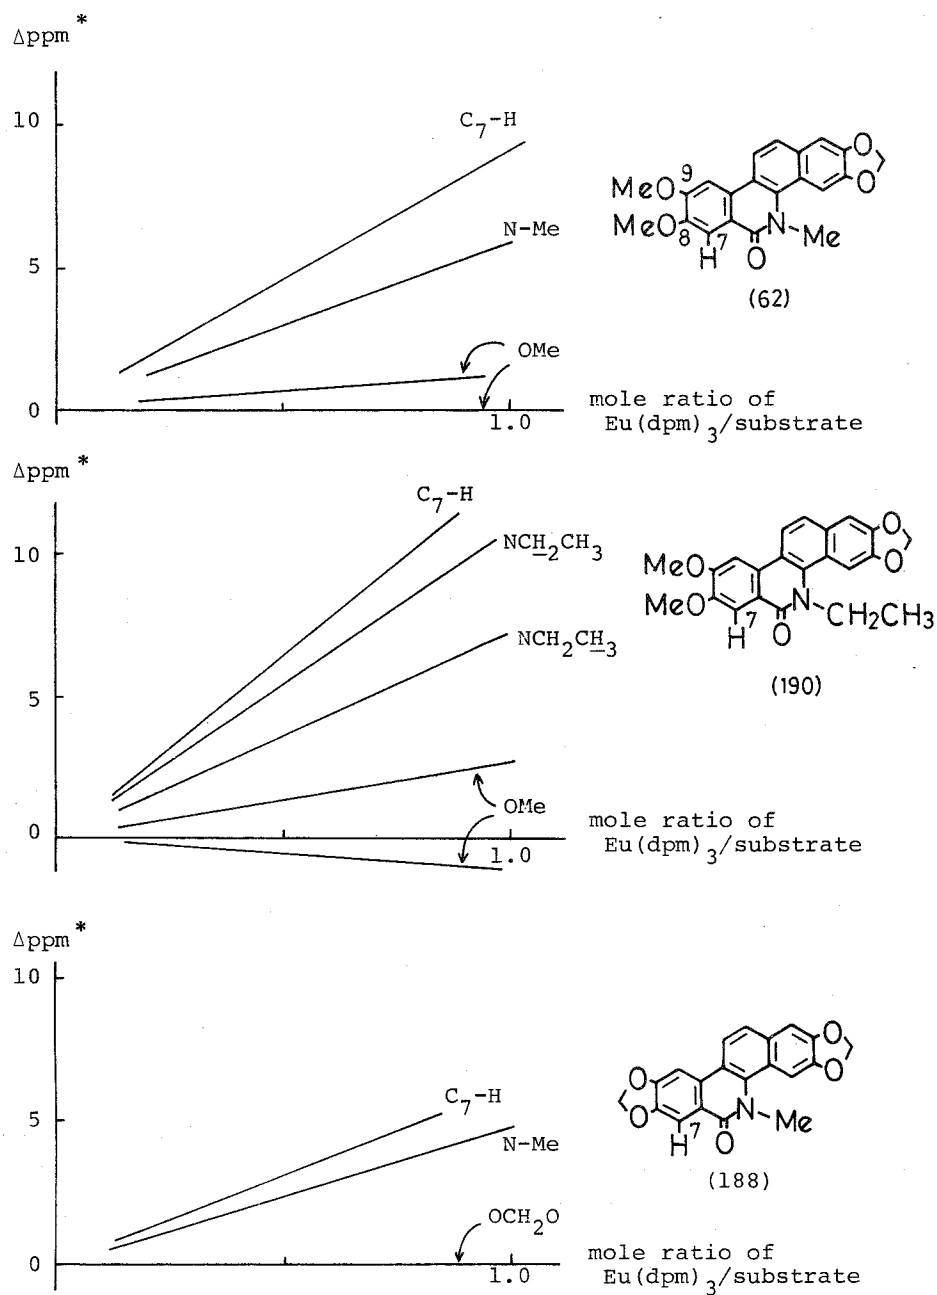 Δppm *
10
5
0
C₇-H
N-Me
OMe
1.0
mole ratio of
Eu(dpm)₃/substrate
MeO 9
MeO 8 7
H O N-Me
O
O
(62)
Δppm *
10
5
0
C₇-H
NCH₂CH₃
NCH₂CH₃
OMe
1.0
mole ratio of
Eu(dpm)₃/substrate
MeO
MeO 7
H O N CH₂CH₃
O
O
(190)
Δppm *
10
5
0
C₇-H
N-Me
OCH₂O
1.0
mole ratio of
Eu(dpm)₃/substrate
O
O 7
H O N-Me
O
O
(188)